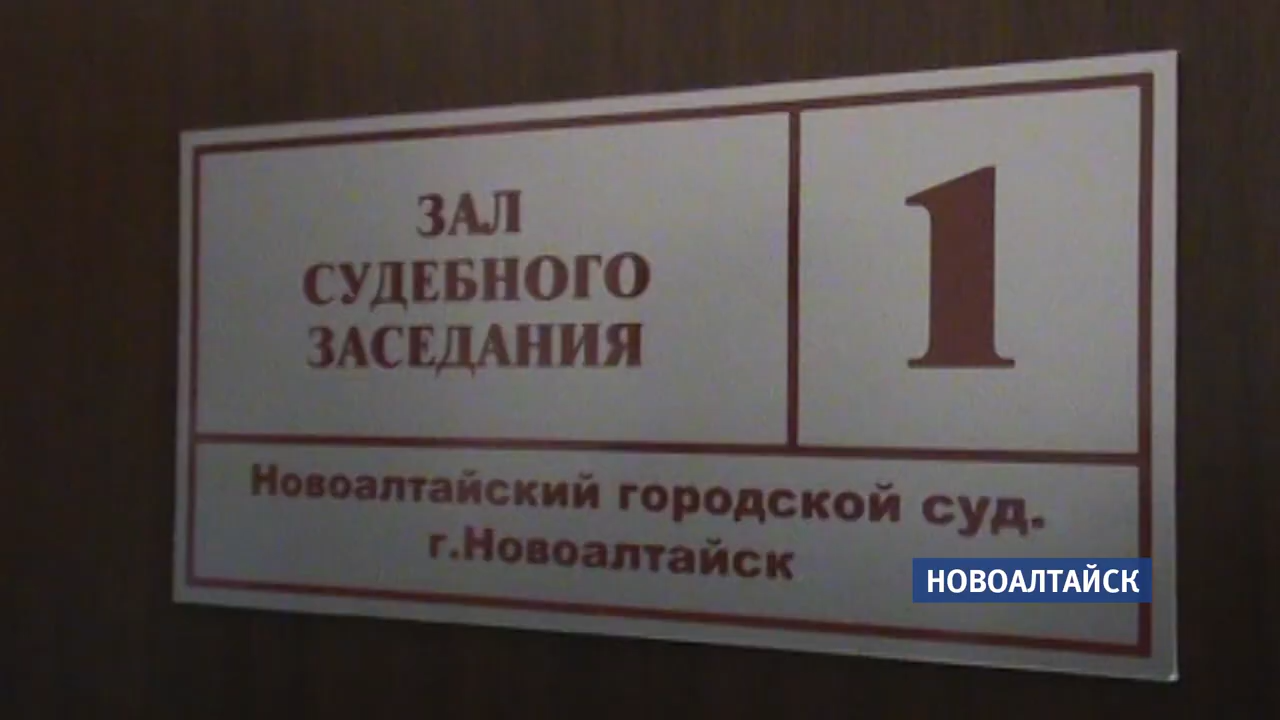 ЗАЛ
СУДЕБНОГО
ЗАСЕДАНИЯ
1
Новоалтайский городской суд.
г.Новоалтайск
НОВОАЛТАЙСК